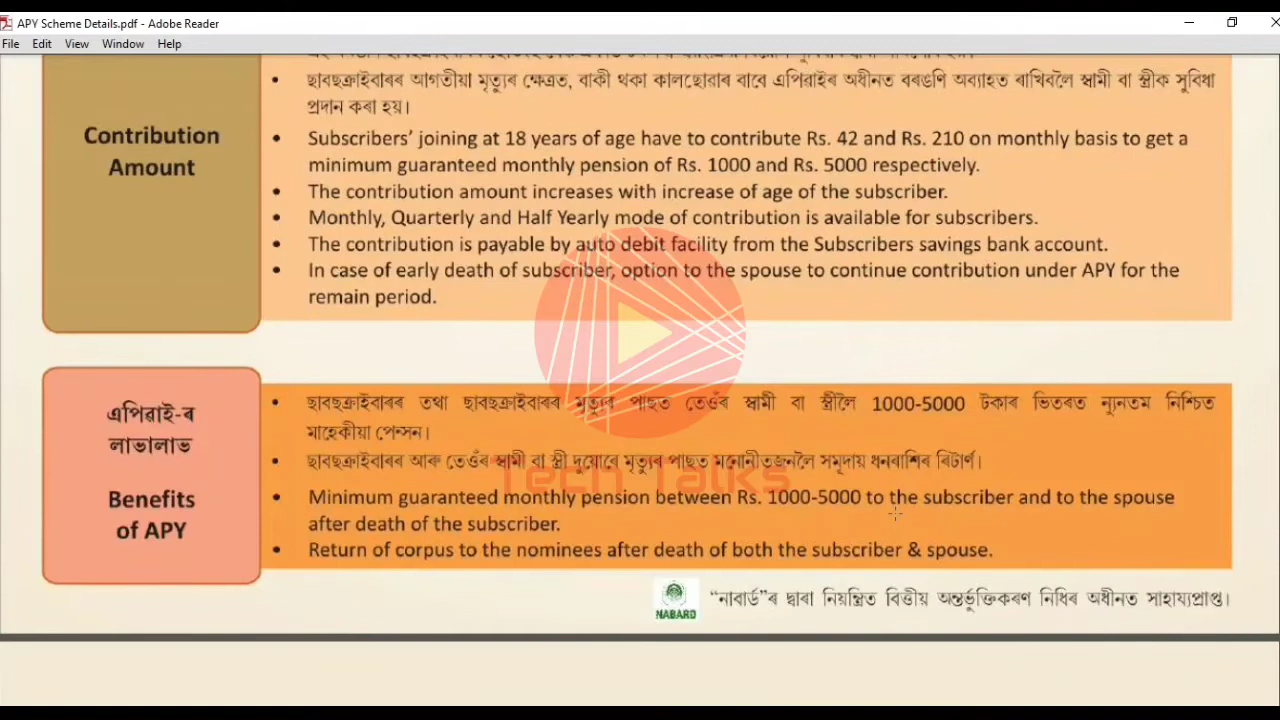 APY Scheme Details.pdf - Adobe Reader
File Edit View Window Help
• ছাবছক্ৰাইবাৰৰ আগতীয়া মৃত্যুৰ ক্ষেত্ৰত, বাকী থকা কালছোৱাৰ বাবে এপিৱাইৰ অধীনত বৰঙণি অব্যাহত ৰাখিবলৈ স্বামী বা স্ত্ৰীক সুবিধা
প্ৰদান কৰা হয়।
Contribution
Amount
• Subscribers’ joining at 18 years of age have to contribute Rs. 42 and Rs. 210 on monthly basis to get a
minimum guaranteed monthly pension of Rs. 1000 and Rs. 5000 respectively.
• The contribution amount increases with increase of age of the subscriber.
• Monthly, Quarterly and Half Yearly mode of contribution is available for subscribers.
• The contribution is payable by auto debit facility from the Subscribers savings bank account.
• In case of early death of subscriber, option to the spouse to continue contribution under APY for the
remain period.
এপিৱাই-ৰ
লাভালাভ
Benefits
of APY
• ছাবছক্ৰাইবাৰৰ তথা ছাবছক্ৰাইবাৰৰ মৃত্যুৰ পাছত তেওঁৰ স্বামী বা স্ত্ৰীলৈ 1000-5000 টকাৰ ভিতৰত ন্যূনতম নিশ্চিত
মাহেকীয়া পেন্সন।
• ছাবছক্ৰাইবাৰৰ আৰু তেওঁৰ স্বামী বা স্ত্ৰী দুয়োৰে মৃত্যুৰ পাছত মনোনীতজনলৈ সমূদায় ধনৰাশিৰ ৰিটাৰ্ণ।
Tech Talks
• Minimum guaranteed monthly pension between Rs. 1000-5000 to the subscriber and to the spouse
after death of the subscriber.
• Return of corpus to the nominees after death of both the subscriber & spouse.
NABARD
“নাবাৰ্ড”ৰ দ্বাৰা নিয়ন্ত্ৰিত বিত্তীয় অন্তৰ্ভুক্তিকৰণ নিধিৰ অধীনত সাহায্যপ্ৰাপ্ত।